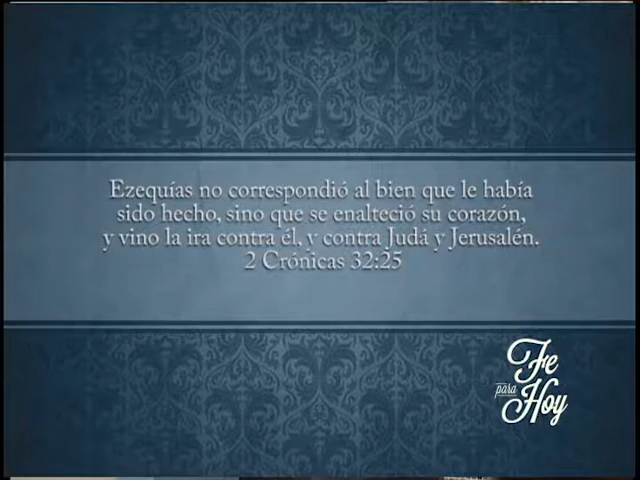 Ezequías no correspondió al bien que le había
sido hecho, sino que se enalteció su corazón,
y vino la ira contra él, y contra Judá y Jerusalén.
2 Crónicas 32:25
Fe
para
Hoy